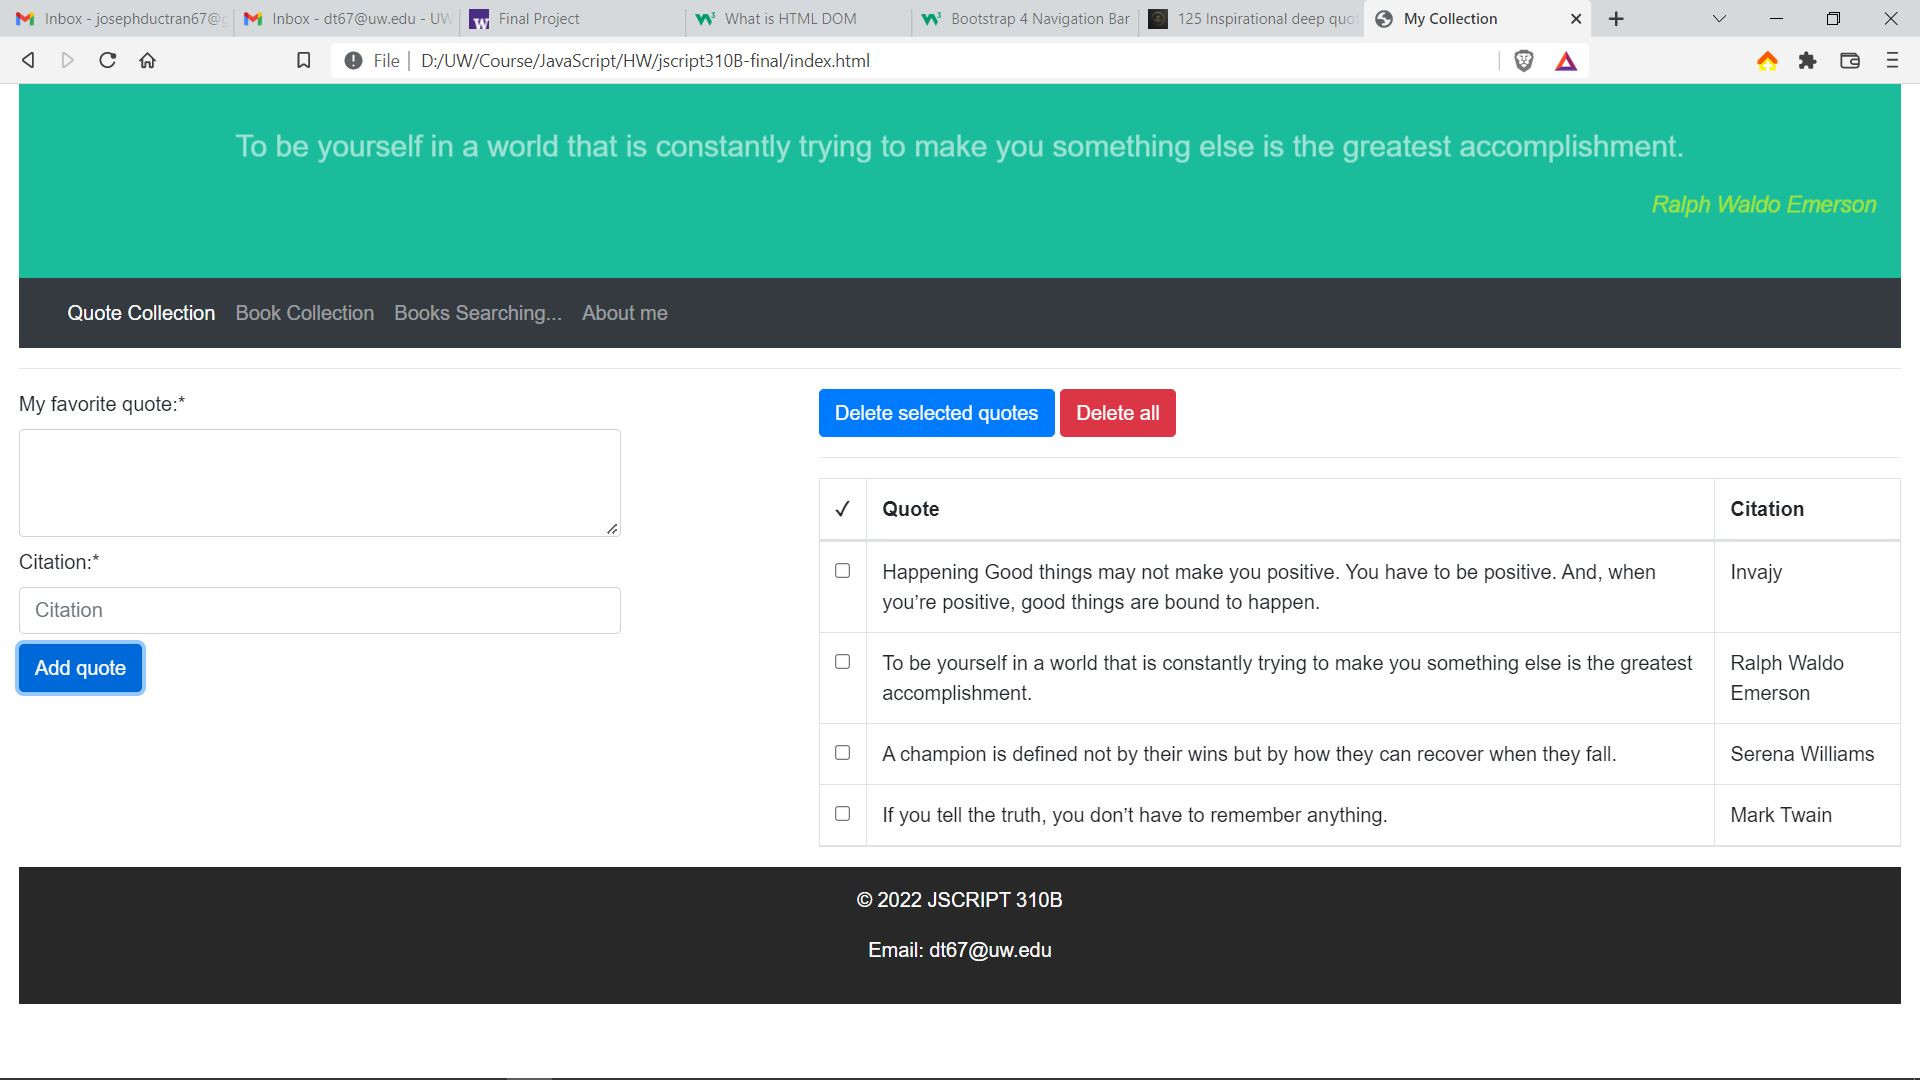 Inbox - josephductran67@
Inbox - dt67@uw.edu - UW
Final Project
What is HTML DOM
Bootstrap 4 Navigation Bar
125 Inspirational deep quo
My Collection
File
D:/UW/Course/JavaScript/HW/jscript310B-final/index.html
To be yourself in a world that is constantly trying to make you something else is the greatest accomplishment.
Ralph Waldo Emerson
Quote Collection Book Collection Books Searching... About me
My favorite quote:*
Citation:*
Citation
Add quote
Delete selected quotes Delete all
✓ Quote Citation
Happening Good things may not make you positive. You have to be positive. And, when
you’re positive, good things are bound to happen.
Invajy
To be yourself in a world that is constantly trying to make you something else is the greatest
accomplishment.
Ralph Waldo
Emerson
A champion is defined not by their wins but by how they can recover when they fall.
Serena Williams
If you tell the truth, you don’t have to remember anything.
Mark Twain
© 2022 JSCRIPT 310B
Email: dt67@uw.edu